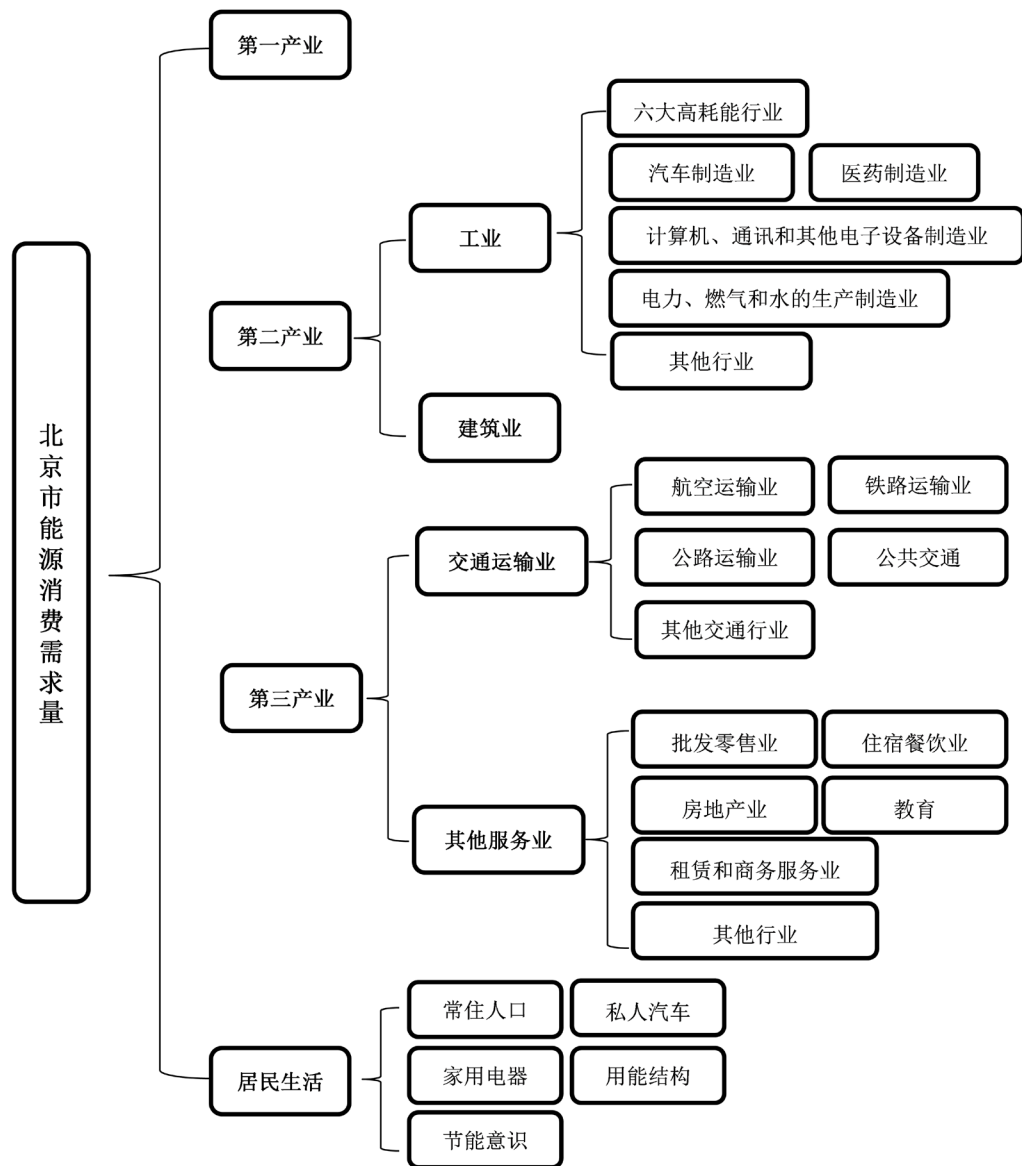 北京市能源消费需求量
第一产业
第二产业
工业
六大高耗能行业
汽车制造业
医药制造业
计算机、通讯和其他电子设备制造业
电力、燃气和水的生产制造业
其他行业
建筑业
第三产业
交通运输业
航空运输业
铁路运输业
公路运输业
公共交通
其他交通行业
其他服务业
批发零售业
住宿餐饮业
房地产业
教育
租赁和商务服务业
其他行业
居民生活
常住人口
私人汽车
家用电器
用能结构
节能意识